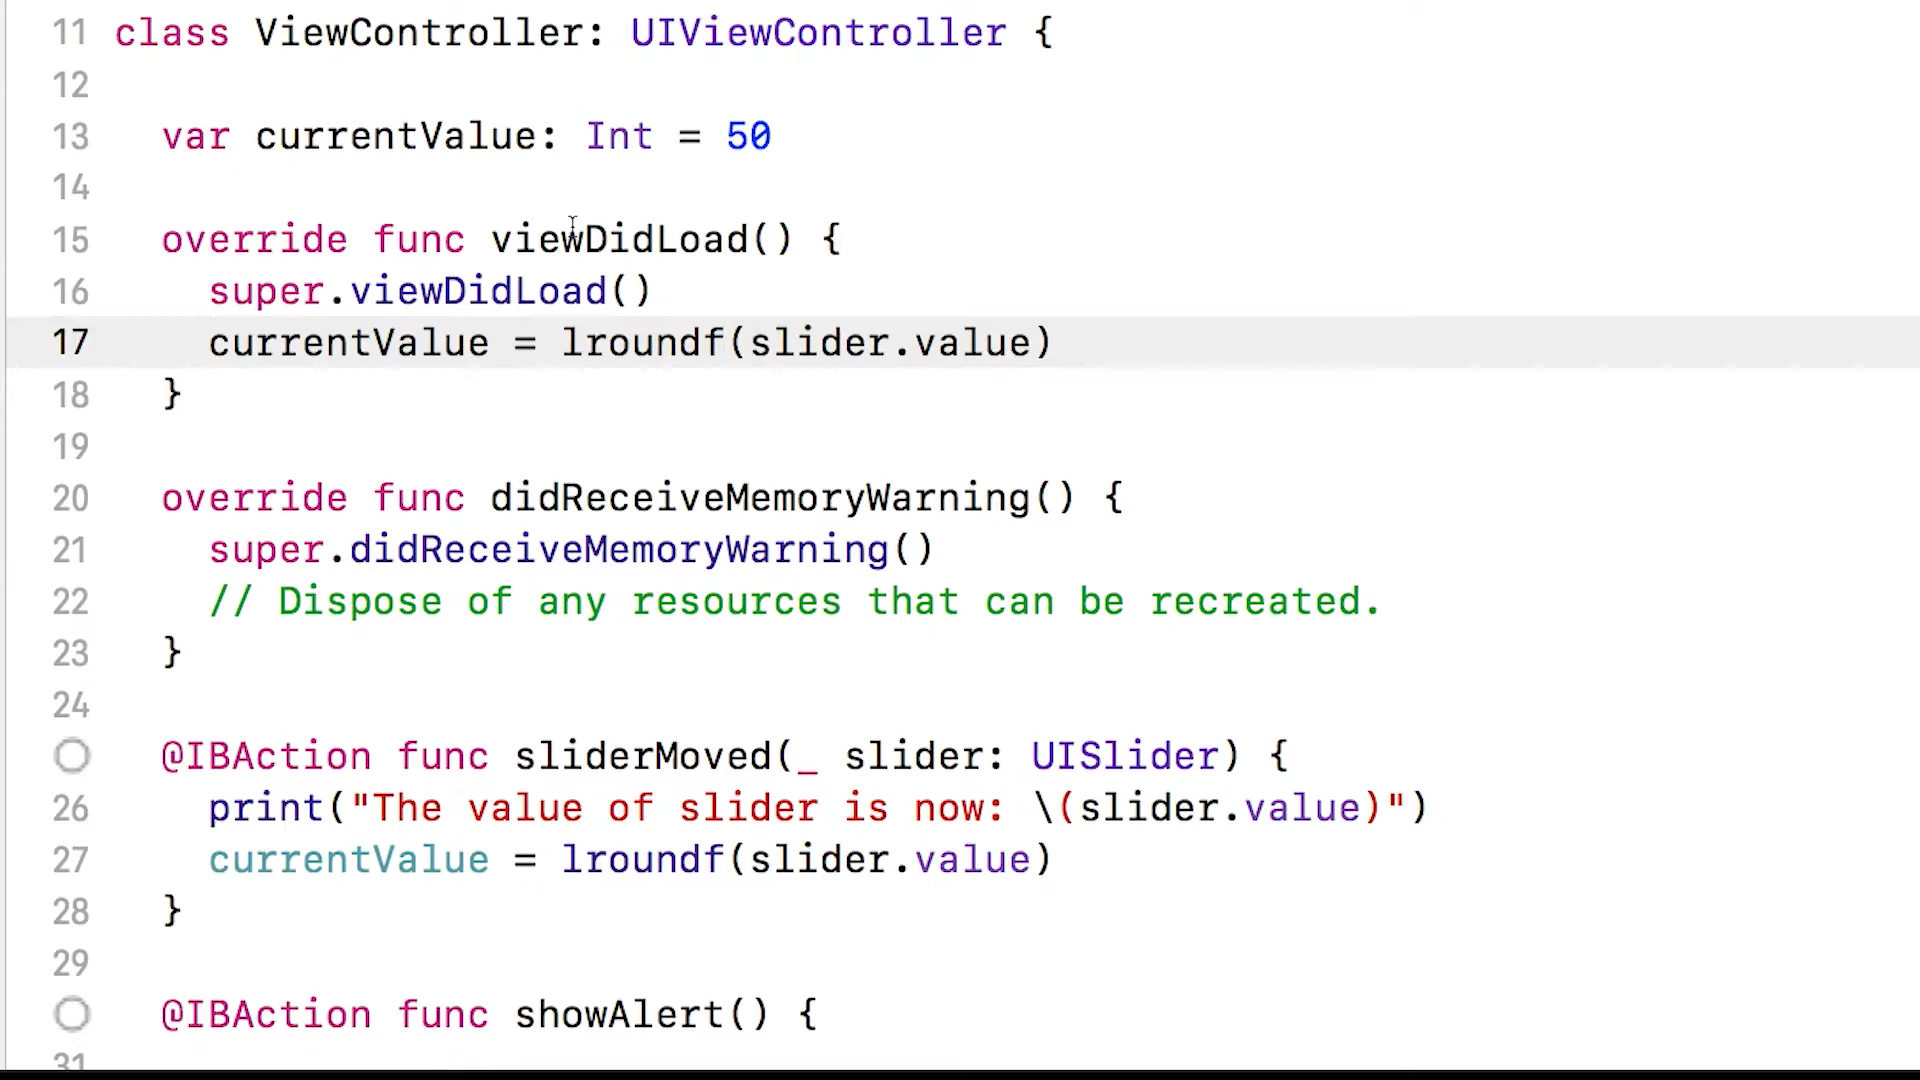 11 class ViewController: UIViewController {
12
13 var currentValue: Int = 50
14
15 override func viewDidLoad() {
16 super.viewDidLoad()
17 currentValue = lroundf(slider.value)
18 }
19
20 override func didReceiveMemoryWarning() {
21 super.didReceiveMemoryWarning()
22 // Dispose of any resources that can be recreated.
23 }
24
@IBAction func sliderMoved(_ slider: UISlider) {
26 print("The value of slider is now: \(slider.value)")
27 currentValue = lroundf(slider.value)
28 }
29
@IBAction func showAlert() {
31